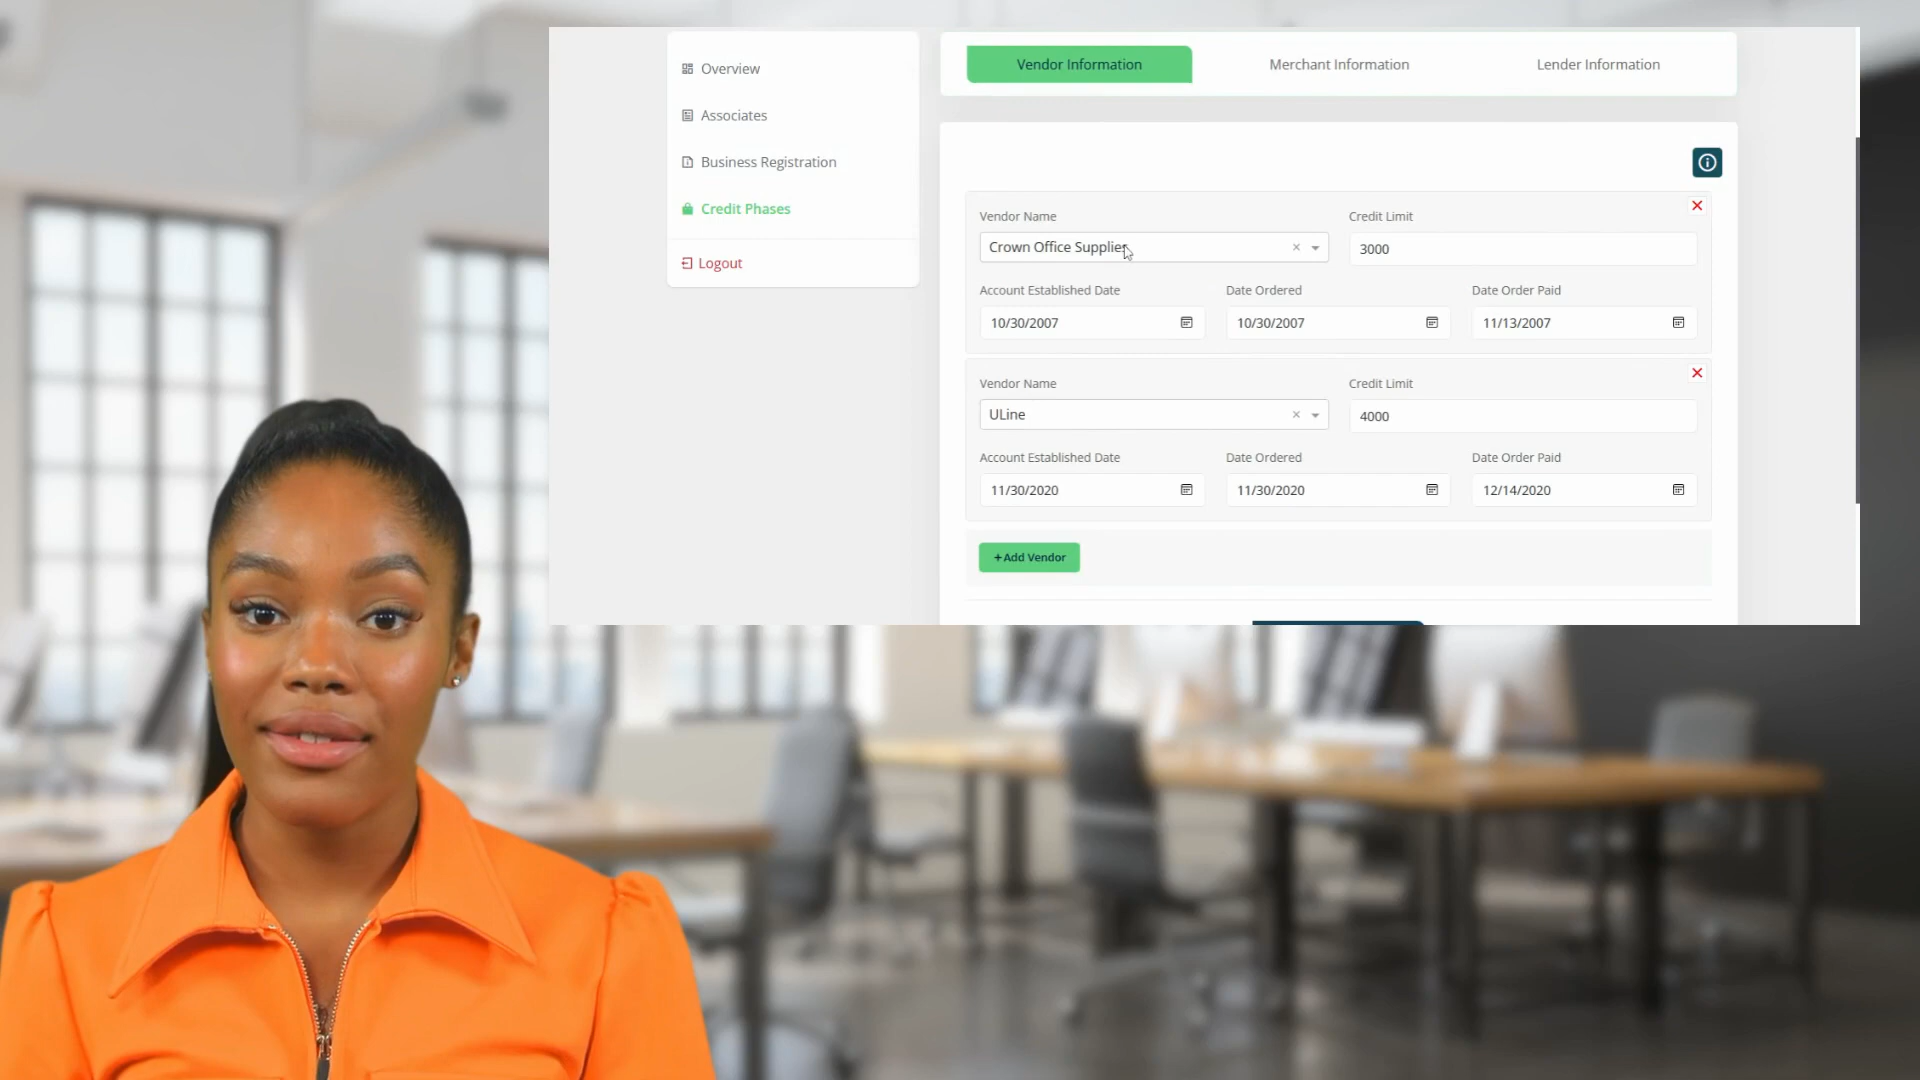 Overview
Associates
Business Registration
Credit Phases
Logout
Vendor Information
Merchant Information
Lender Information
Vendor Name
Credit Limit
Crown Office Supplier
3000
Account Established Date
Date Ordered
Date Order Paid
10/30/2007
10/30/2007
11/13/2007
Vendor Name
Credit Limit
ULine
4000
Account Established Date
Date Ordered
Date Order Paid
11/30/2020
11/30/2020
12/14/2020
+Add Vendor